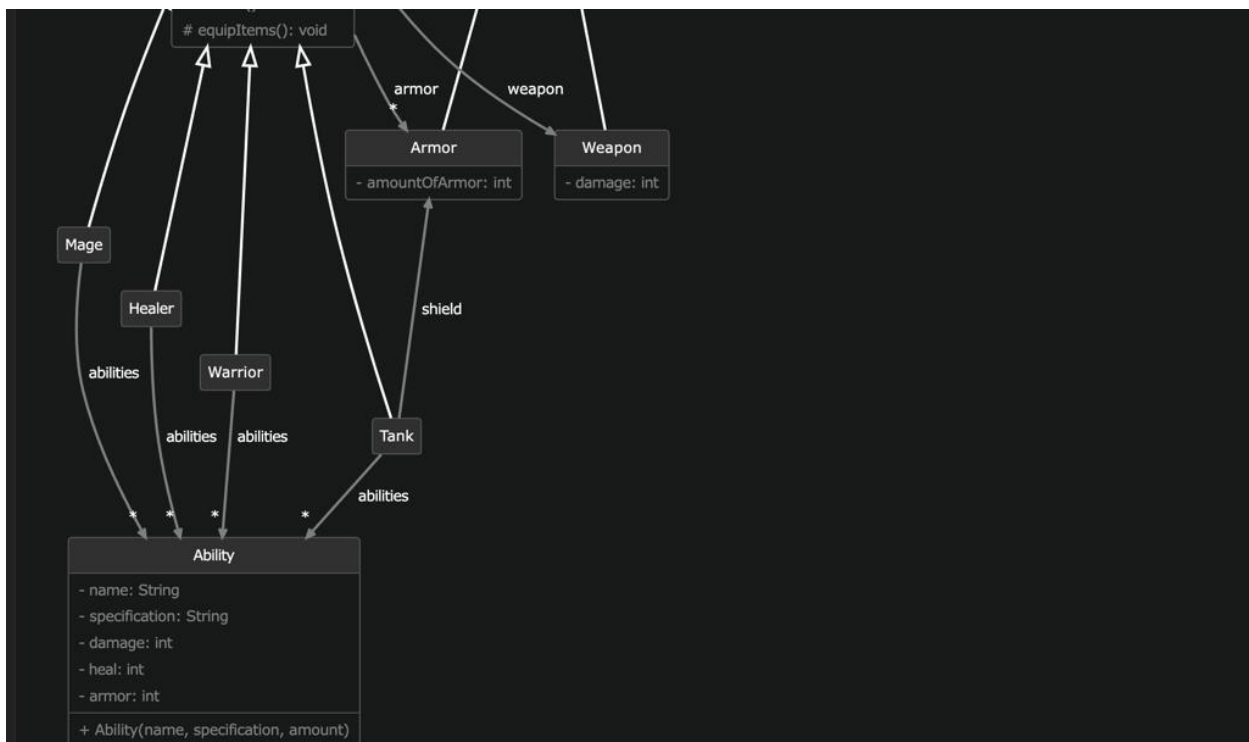 # equipItems(): void
armor
weapon
*
Armor
- amountOfArmor: int
Weapon
- damage: int
Mage
Healer
shield
abilities
Warrior
abilities
abilities
Tank
abilities
*
*
*
*
Ability
- name: String
- specification: String
- damage: int
- heal: int
- armor: int
+ Ability(name, specification, amount)